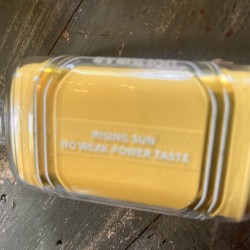 RISING SUN
NO WEAK POWER TASTE